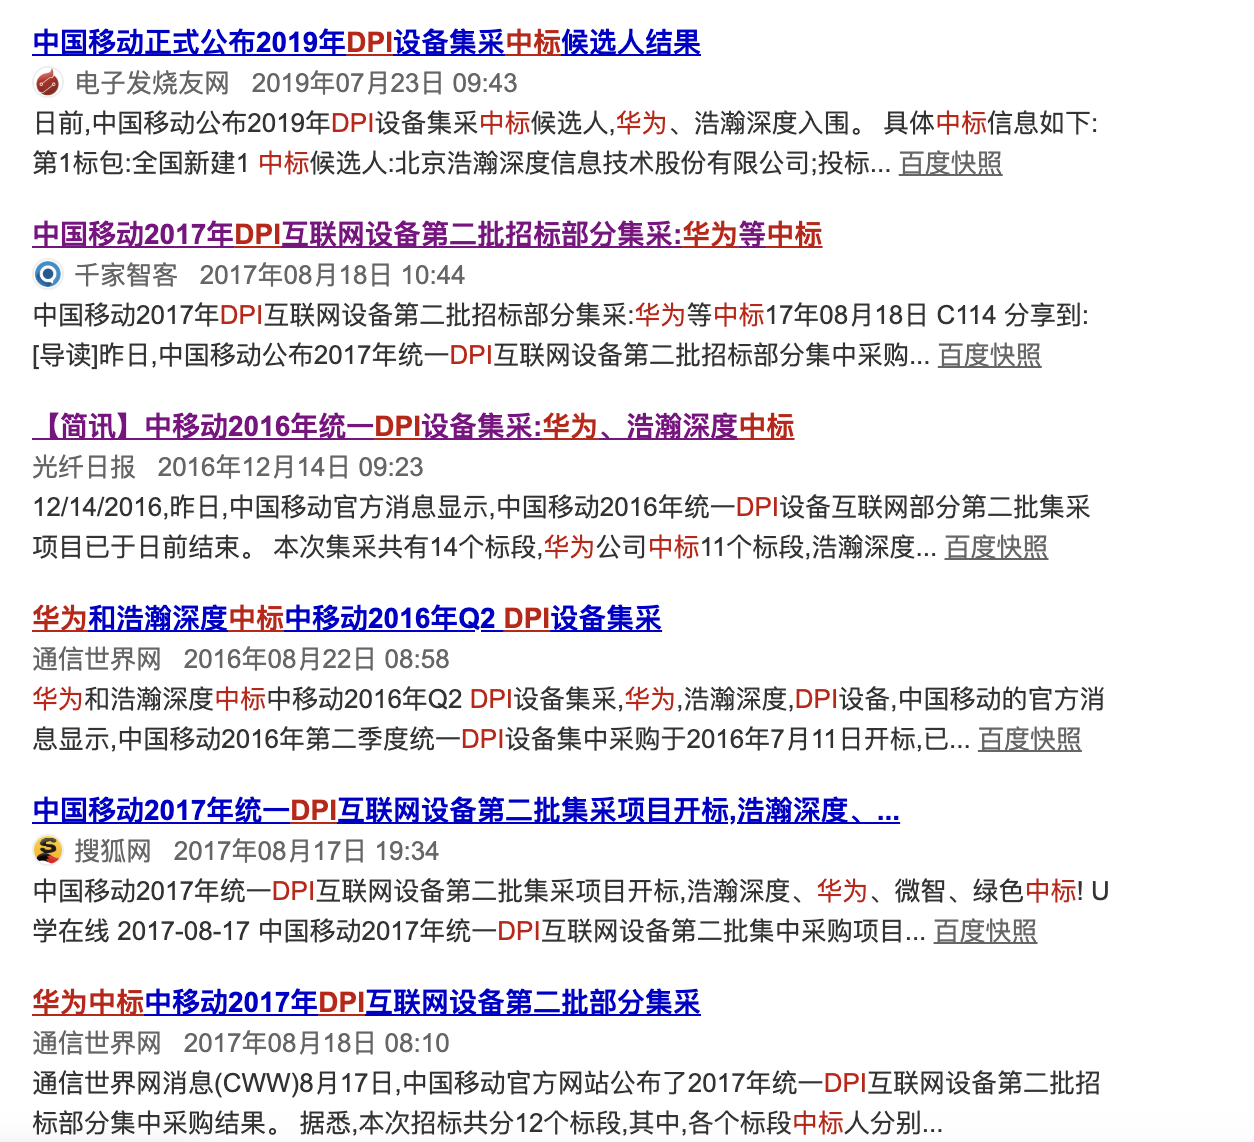 中国移动正式公布2019年DPI设备集采中标候选人结果
电子发烧友网 2019年07月23日 09:43
日前,中国移动公布2019年DPI设备集采中标候选人,华为、浩瀚深度入围。 具体中标信息如下:
第1标包:全国新建1 中标候选人:北京浩瀚深度信息技术股份有限公司;投标... 百度快照
中国移动2017年DPI互联网设备第二批招标部分集采:华为等中标
千家智客 2017年08月18日 10:44
中国移动2017年DPI互联网设备第二批招标部分集采:华为等中标17年08月18日 C114 分享到:
[导读]昨日,中国移动公布2017年统一DPI互联网设备第二批招标部分集中采购... 百度快照
【简讯】中移动2016年统一DPI设备集采:华为、浩瀚深度中标
光纤日报 2016年12月14日 09:23
12/14/2016,昨日,中国移动官方消息显示,中国移动2016年统一DPI设备互联网部分第二批集采
项目已于日前结束。 本次集采共有14个标段,华为公司中标11个标段,浩瀚深度... 百度快照
华为和浩瀚深度中标中移动2016年Q2 DPI设备集采
通信世界网 2016年08月22日 08:58
华为和浩瀚深度中标中移动2016年Q2 DPI设备集采,华为,浩瀚深度,DPI设备,中国移动的官方消
息显示,中国移动2016年第二季度统一DPI设备集中采购于2016年7月11日开标,已... 百度快照
中国移动2017年统一DPI互联网设备第二批集采项目开标,浩瀚深度、...
搜狐网 2017年08月17日 19:34
中国移动2017年统一DPI互联网设备第二批集采项目开标,浩瀚深度、华为、微智、绿色中标! U
学在线 2017-08-17 中国移动2017年统一DPI互联网设备第二批集中采购项目... 百度快照
华为中标中移动2017年DPI互联网设备第二批部分集采
通信世界网 2017年08月18日 08:10
通信世界网消息(CWW)8月17日,中国移动官方网站公布了2017年统一DPI互联网设备第二批招
标部分集中采购结果。 据悉,本次招标共分12个标段,其中,各个标段中标人分别...